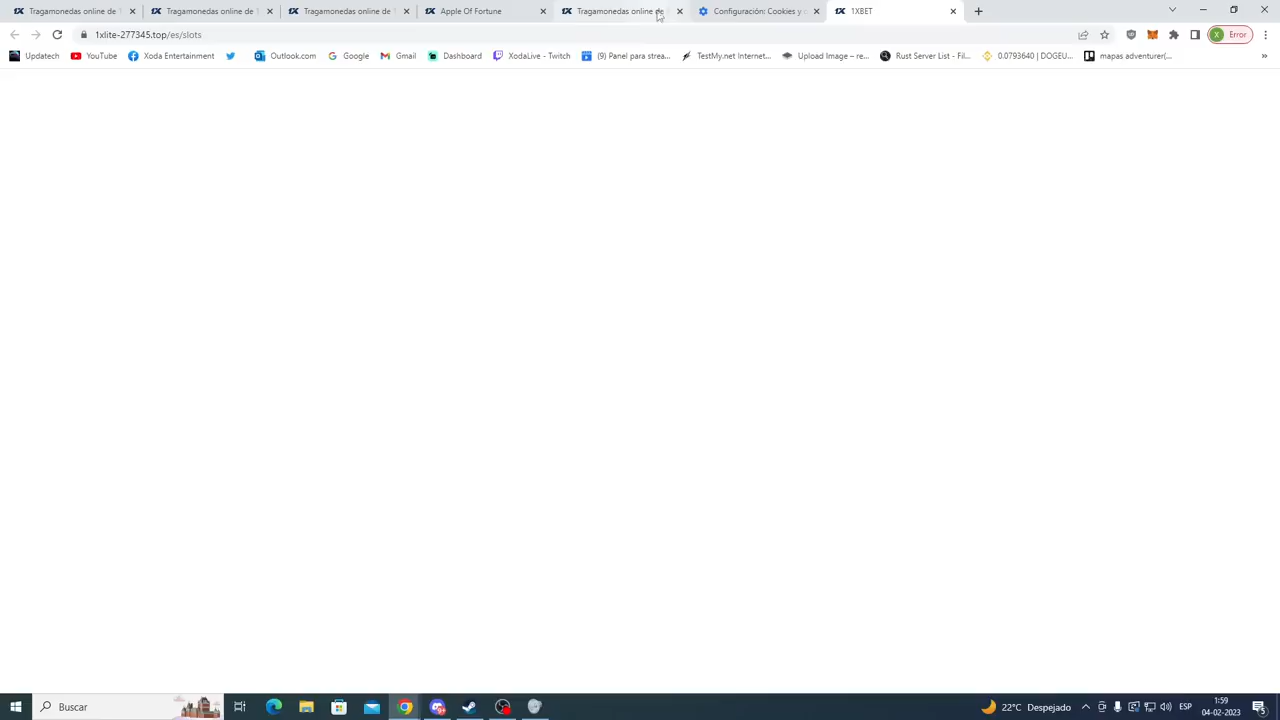 Tragamonedas online de 1 Tragamonedas online de 1 Tragamonedas online de 1 Apple Of Fortune Tragamonedas online de Configuración: Cookies y o 1XBET
1xlite-277345.top/es/slots X Error
Updatech YouTube Xoda Entertainment Outlook.com Google Gmail Dashboard XodaLive - Twitch (9) Panel para strea... TestMy.net Internet... Upload Image – re... Rust Server List - Fil... 0.0793640 | DOGEU... mapas adventurer(... »
Buscar 22°C Despejado ESP 1:59
04-02-2023